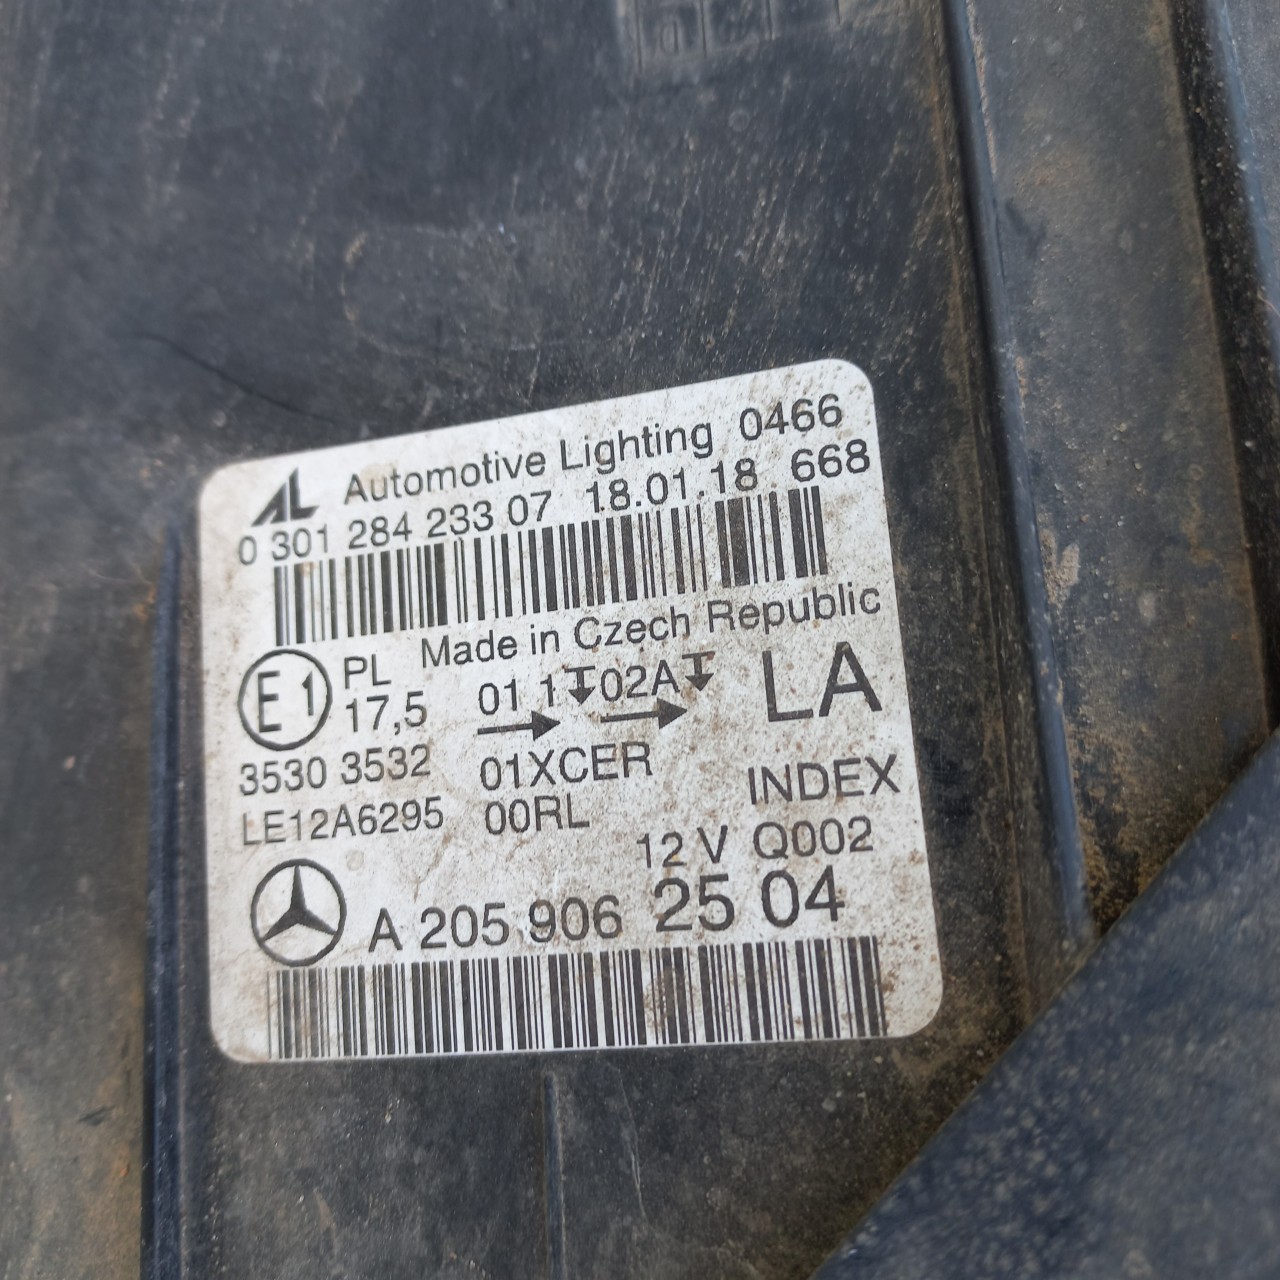 AL Automotive Lighting 0466
0 301 284 233 07 18.01.18 668
Made in Czech Republic
E1 PL
17,5
01 1 02A LA
3530 3532 01XCER INDEX
LE12A6295 00RL
12 V Q002
A 205 906 25 04